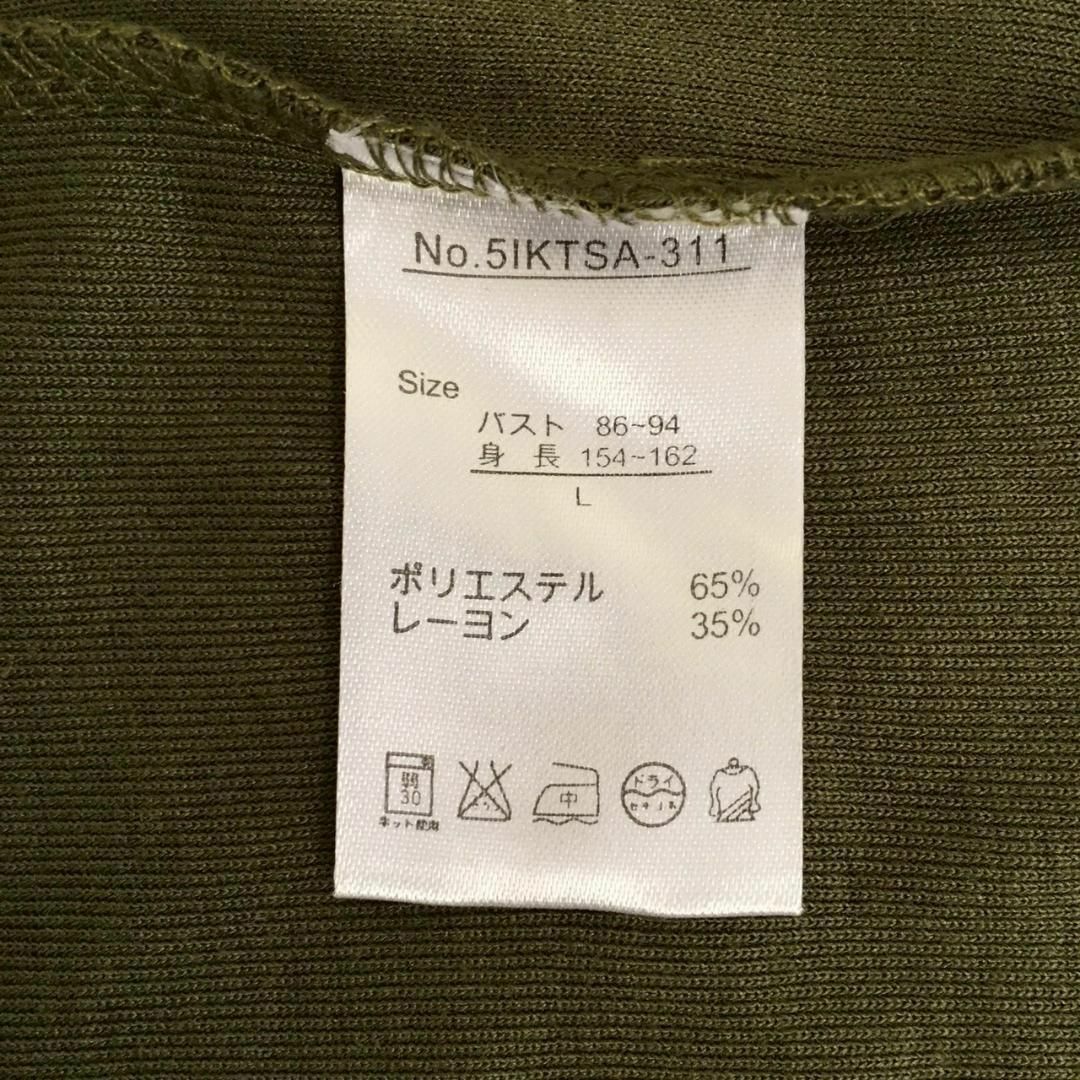 No.5IKTSA-311
Size
バスト 86~94
身 長 154~162
L
ポリエステル 65%
レーヨン 35%
弱 中 ドライ
30
ネット使用